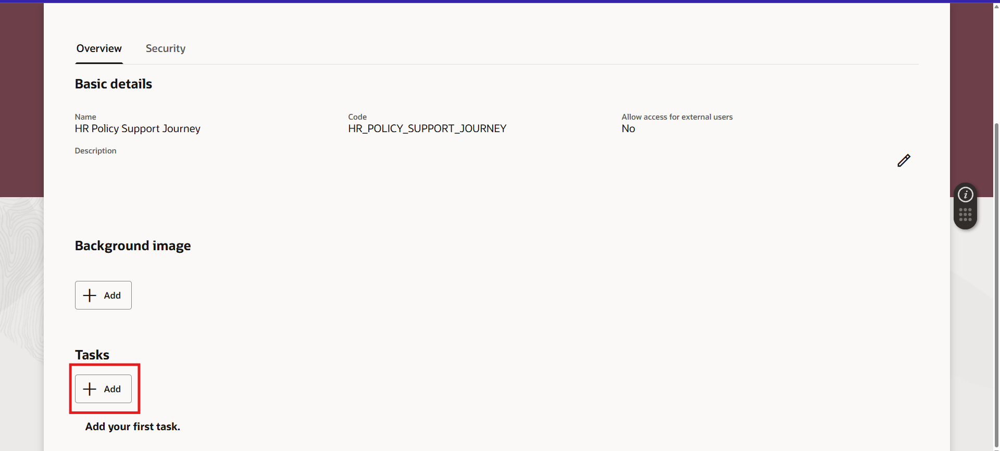 Overview Security
Basic details
Name Code Allow access for external users
HR Policy Support Journey HR_POLICY_SUPPORT_JOURNEY No
Description
Background image
Add
Tasks
Add
Add your first task.